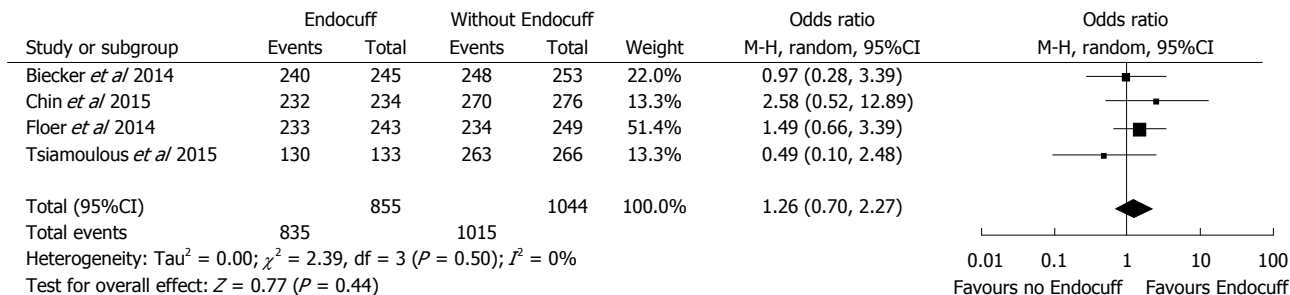 Endocuff Without Endocuff Odds ratio Odds ratio
Study or subgroup Events Total Events Total Weight M-H, random, 95%CI M-H, random, 95%CI
Biecker et al 2014 240 245 248 253 22.0% 0.97 (0.28, 3.39)
Chin et al 2015 232 234 270 276 13.3% 2.58 (0.52, 12.89)
Floer et al 2014 233 243 234 249 51.4% 1.49 (0.66, 3.39)
Tsiamoulous et al 2015 130 133 263 266 13.3% 0.49 (0.10, 2.48)
Total (95%CI) 855 1044 100.0% 1.26 (0.70, 2.27)
Total events 835 1015
Heterogeneity: Tau² = 0.00; χ² = 2.39, df = 3 (P = 0.50); I² = 0%
Test for overall effect: Z = 0.77 (P = 0.44)
0.01 0.1 1 10 100
Favours no Endocuff Favours Endocuff